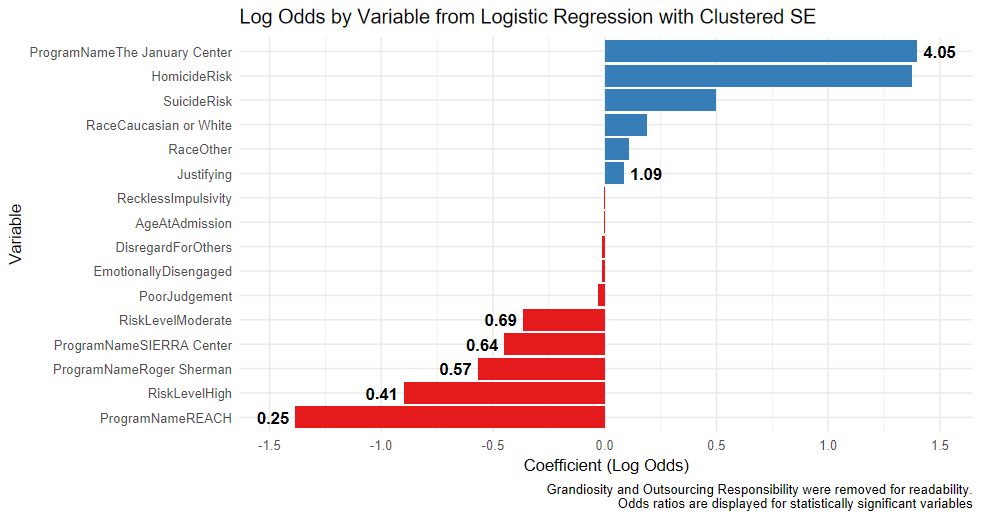 Log Odds by Variable from Logistic Regression with Clustered SE
ProgramNameThe January Center
4.05
HomicideRisk
SuicideRisk
RaceCaucasian or White
RaceOther
Justifying
1.09
RecklessImpulsivity
AgeAtAdmission
Variable
DisregardForOthers
EmotionallyDisengaged
PoorJudgement
RiskLevelModerate
0.69
ProgramNameSIERRA Center
0.64
ProgramNameRoger Sherman
0.57
RiskLevelHigh
0.41
ProgramNameREACH
0.25
-1.5 -1.0 -0.5 0.0 0.5 1.0 1.5
Coefficient (Log Odds)
Grandiosity and Outsourcing Responsibility were removed for readability.
Odds ratios are displayed for statistically significant variables